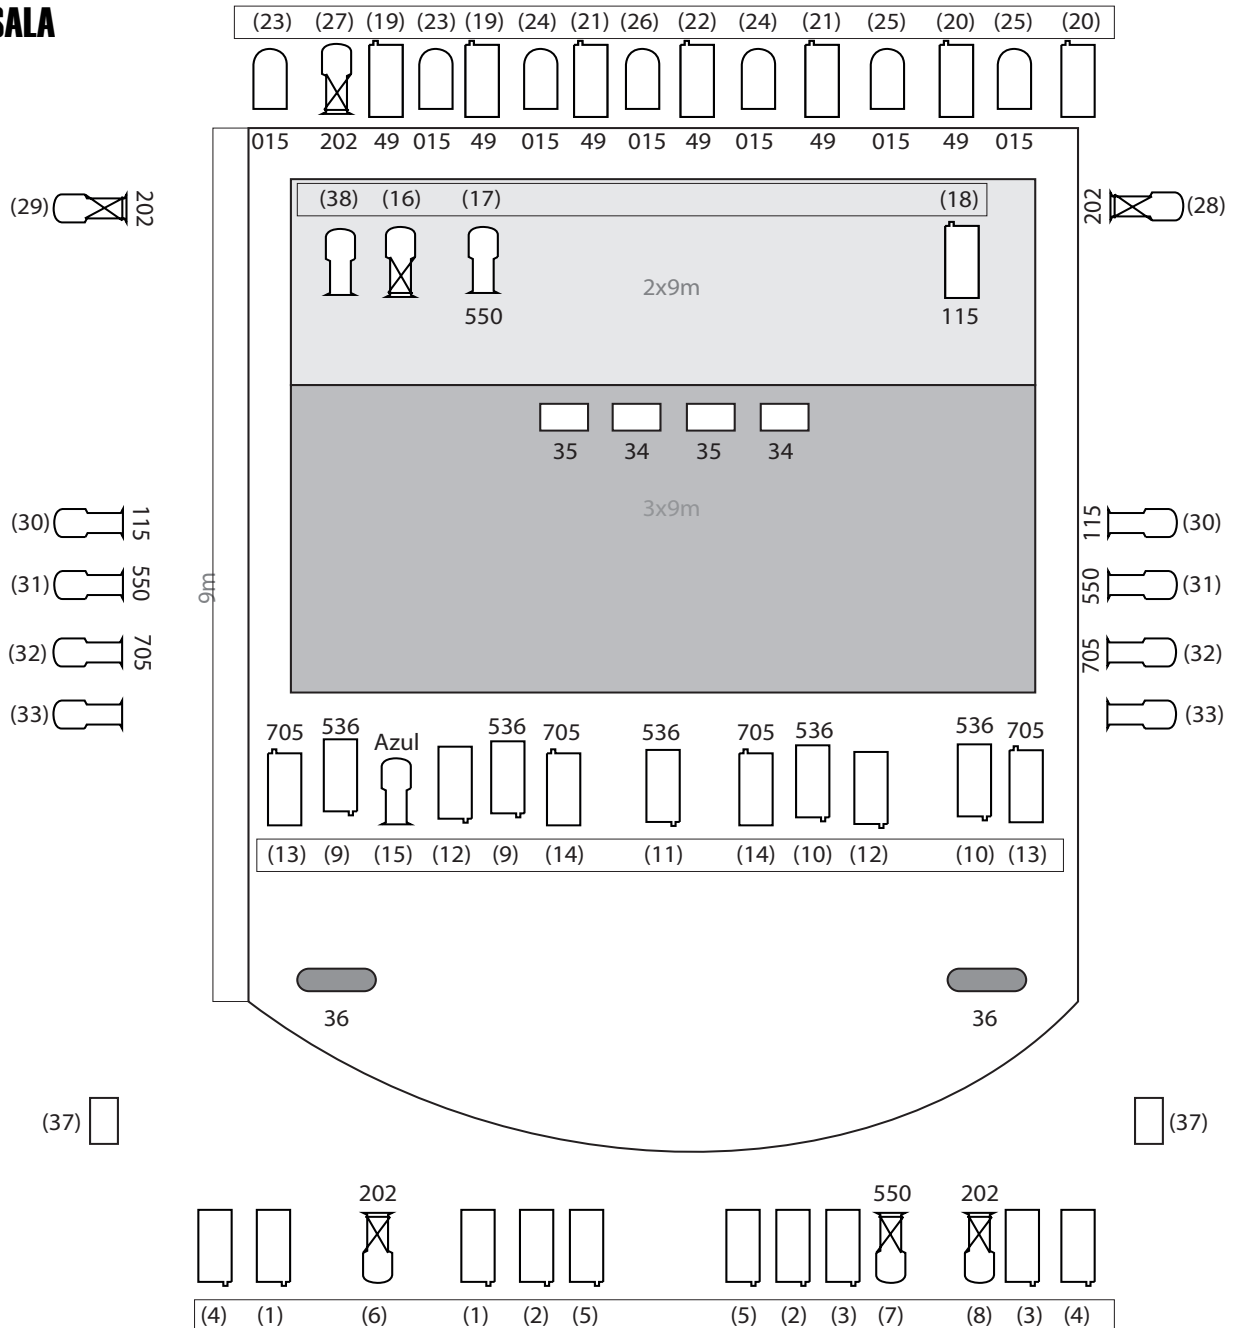 SALA
(23) (27) (19) (23) (19) (24) (21) (26) (22) (24) (21) (25) (20) (25) (20)
015 202 49 015 49 015 49 015 49 015 49 015 49 015
(29) 202
202 (28)
(38) (16) (17) (18)
2x9m
550 115
35 34 35 34
3x9m
(30) 115
115 (30)
(31) 550
550 (31)
9m
(32) 705
705 (32)
(33)
(33)
705 536 Azul 536 705 536 705 536 536 705
(13) (9) (15) (12) (9) (14) (11) (14) (10) (12) (10) (13)
36 36
(37) (37)
202 550 202
(4) (1) (6) (1) (2) (5) (5) (2) (3) (7) (8) (3) (4)